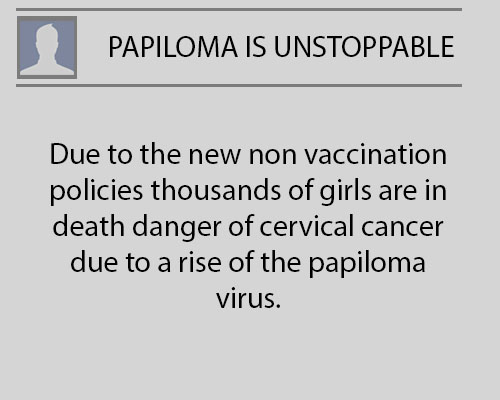 PAPILOMA IS UNSTOPPABLE
Due to the new non vaccination
policies thousands of girls are in
death danger of cervical cancer
due to a rise of the papiloma
virus.